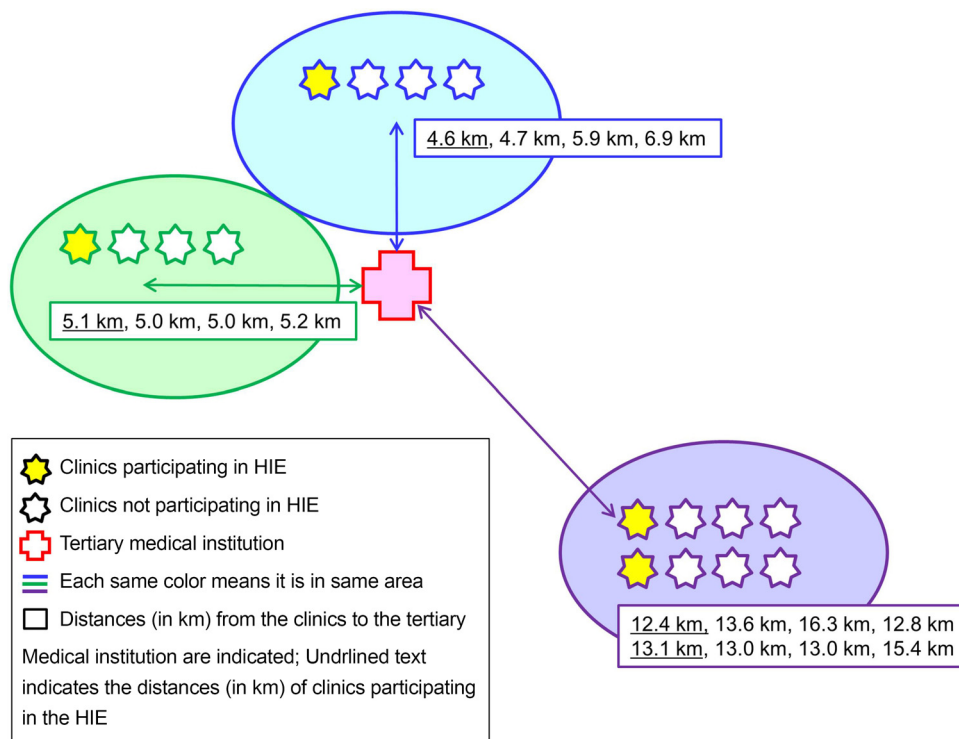 4.6 km, 4.7 km, 5.9 km, 6.9 km
5.1 km, 5.0 km, 5.0 km, 5.2 km
12.4 km, 13.6 km, 16.3 km, 12.8 km
13.1 km, 13.0 km, 13.0 km, 15.4 km
Clinics participating in HIE
Clinics not participating in HIE
Tertiary medical institution
Each same color means it is in same area
Distances (in km) from the clinics to the tertiary
Medical institution are indicated; Undrlined text
indicates the distances (in km) of clinics participating
in the HIE